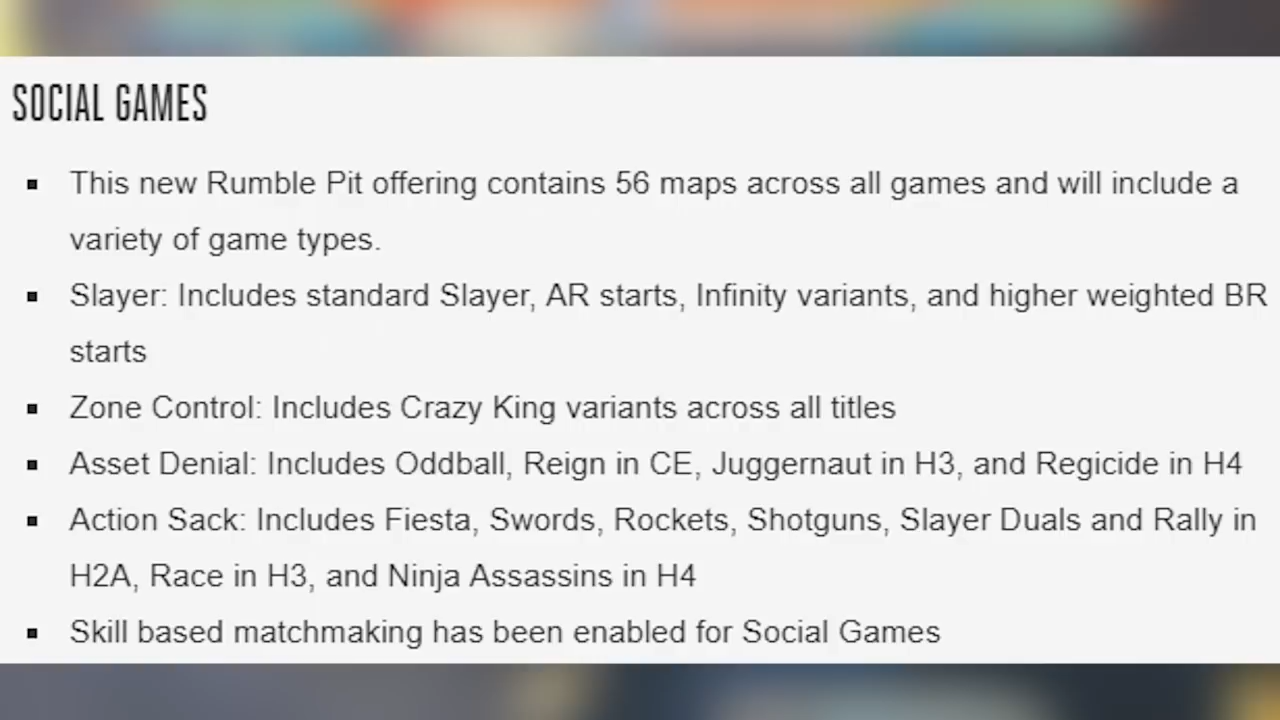 SOCIAL GAMES
▪ This new Rumble Pit offering contains 56 maps across all games and will include a
variety of game types.
▪ Slayer: Includes standard Slayer, AR starts, Infinity variants, and higher weighted BR
starts
▪ Zone Control: Includes Crazy King variants across all titles
▪ Asset Denial: Includes Oddball, Reign in CE, Juggernaut in H3, and Regicide in H4
▪ Action Sack: Includes Fiesta, Swords, Rockets, Shotguns, Slayer Duals and Rally in
H2A, Race in H3, and Ninja Assassins in H4
▪ Skill based matchmaking has been enabled for Social Games